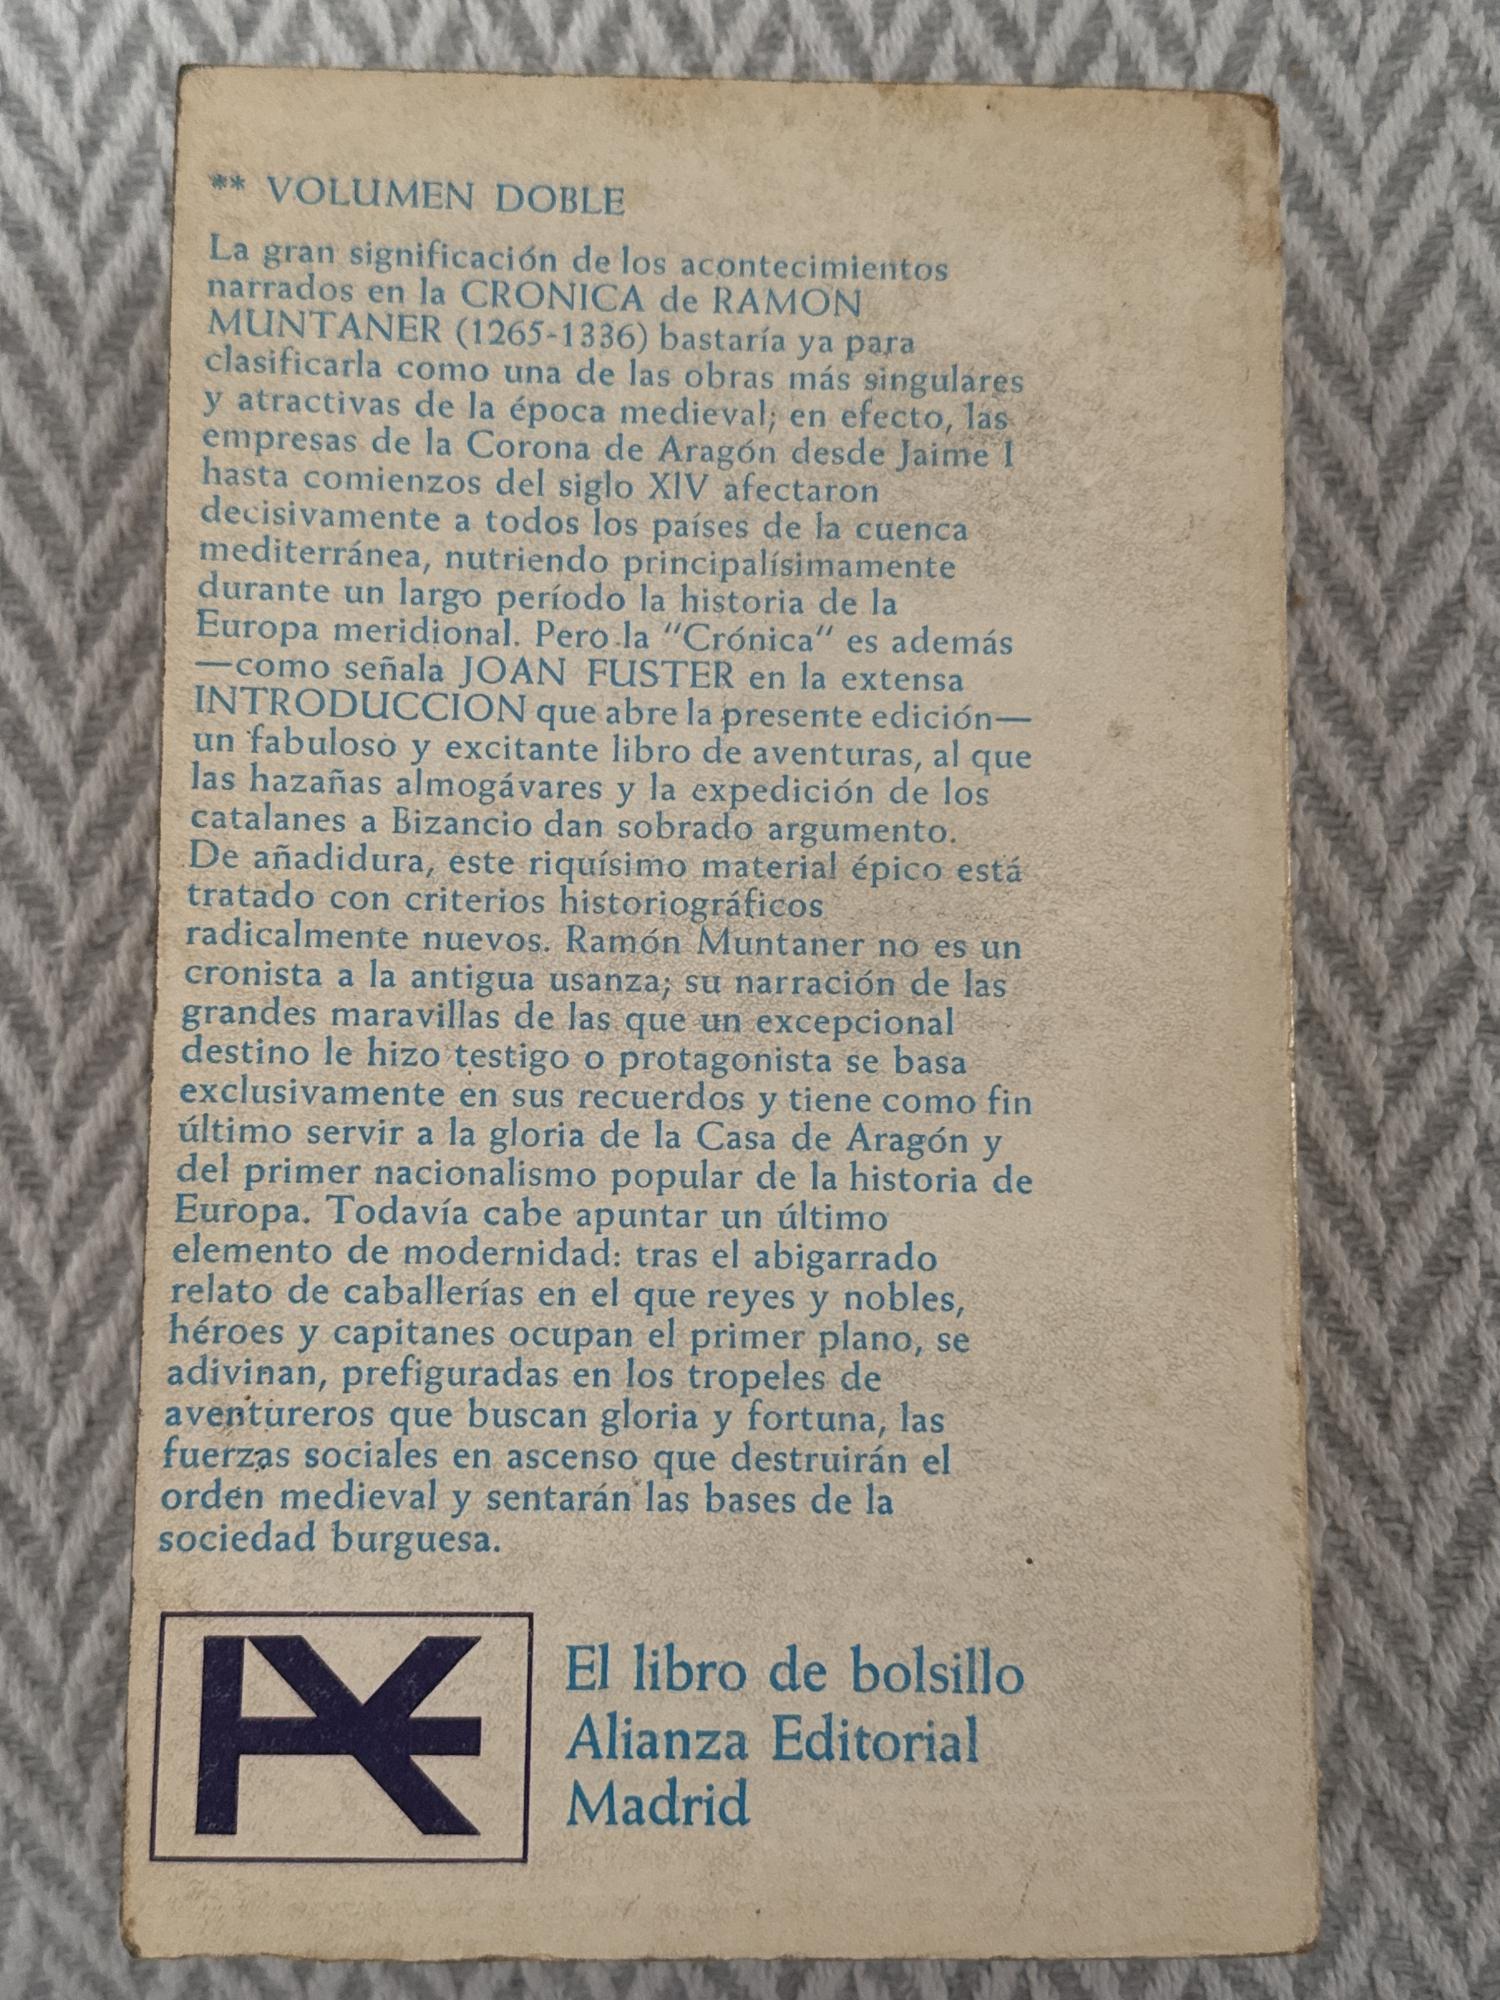 ** VOLUMEN DOBLE
La gran significación de los acontecimientos
narrados en la CRONICA de RAMON
MUNTANER (1265-1336) bastaría ya para
clasificarla como una de las obras más singulares
y atractivas de la época medieval; en efecto, las
empresas de la Corona de Aragón desde Jaime I
hasta comienzos del siglo XIV afectaron
decisivamente a todos los países de la cuenca
mediterránea, nutriendo principalísimamente
durante un largo período la historia de la
Europa meridional. Pero la "Crónica" es además
—como señala JOAN FUSTER en la extensa
INTRODUCCION que abre la presente edición—
un fabuloso y excitante libro de aventuras, al que
las hazañas almogávares y la expedición de los
catalanes a Bizancio dan sobrado argumento.
De añadidura, este riquísimo material épico está
tratado con criterios historiográficos
radicalmente nuevos. Ramón Muntaner no es un
cronista a la antigua usanza; su narración de las
grandes maravillas de las que un excepcional
destino le hizo testigo o protagonista se basa
exclusivamente en sus recuerdos y tiene como fin
último servir a la gloria de la Casa de Aragón y
del primer nacionalismo popular de la historia de
Europa. Todavía cabe apuntar un último
elemento de modernidad: tras el abigarrado
relato de caballerías en el que reyes y nobles,
héroes y capitanes ocupan el primer plano, se
adivinan, prefiguradas en los tropeles de
aventureros que buscan gloria y fortuna, las
fuerzas sociales en ascenso que destruirán el
orden medieval y sentarán las bases de la
sociedad burguesa.
El libro de bolsillo
Alianza Editorial
Madrid